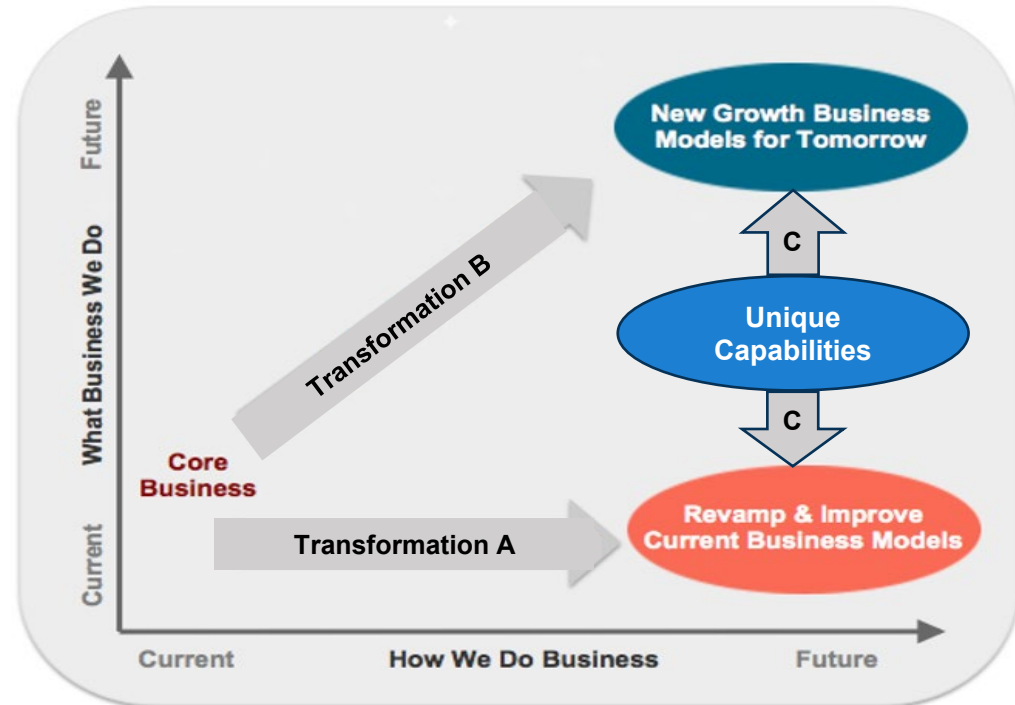 Future
What Business We Do
Current
New Growth Business
Models for Tomorrow
C
Unique
Capabilities
C
Transformation B
Core
Business
Transformation A
Revamp & Improve
Current Business Models
Current
How We Do Business
Future